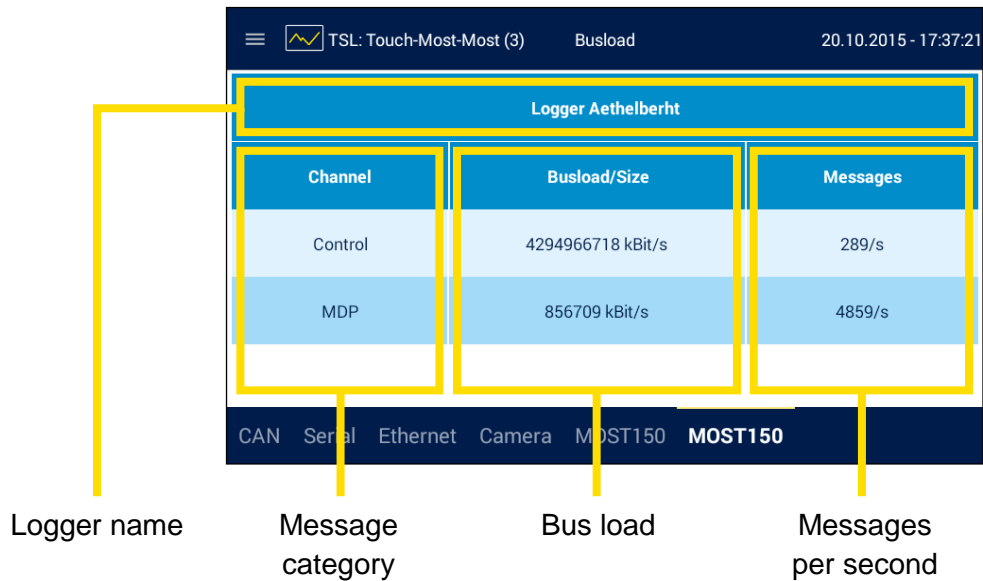 TSL: Touch-Most-Most (3) Busload 20.10.2015 - 17:37:21
Logger Aethelberht
Channel Busload/Size Messages
Control 4294966718 kBit/s 289/s
MDP 856709 kBit/s 4859/s
CAN Serial Ethernet Camera MOST150 MOST150
Logger name Message Bus load Messages
category per second